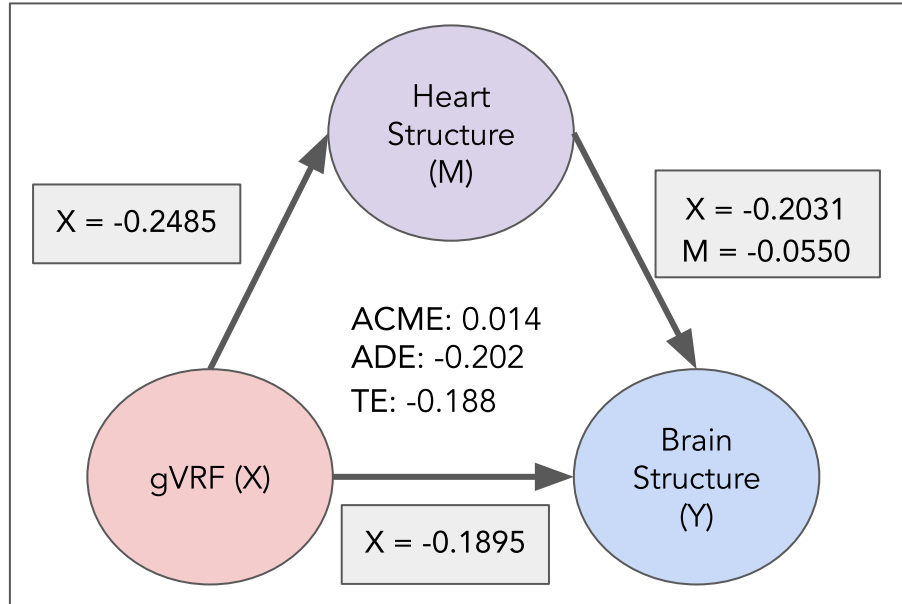 Heart
Structure
(M)
X = -0.2485
X = -0.2031
M = -0.0550
ACME: 0.014
ADE: -0.202
TE: -0.188
gVRF (X)
Brain
Structure
(Y)
X = -0.1895